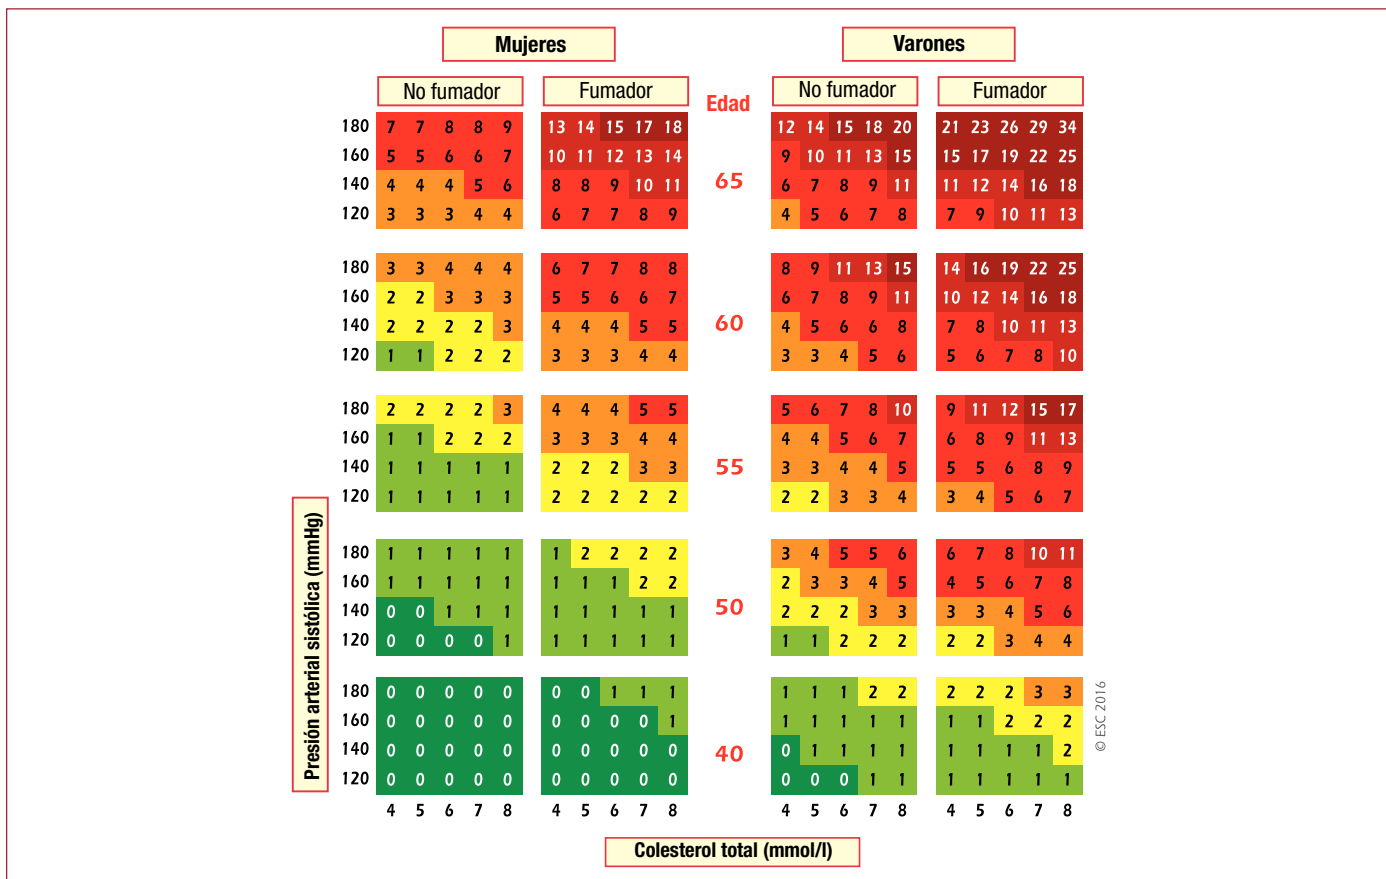 Mujeres Varones
No fumador Fumador Edad No fumador Fumador
180 7 7 8 8 9 13 14 15 17 18 12 14 15 18 20 21 23 26 29 34
160 5 5 6 6 7 10 11 12 13 14 9 10 11 13 15 15 17 19 22 25
65
140 4 4 4 5 6 8 8 9 10 11 6 7 8 9 11 11 12 14 16 18
120 3 3 3 4 4 6 7 7 8 9 4 5 6 7 8 7 9 10 11 13
180 3 3 4 4 4 6 7 7 8 8 8 9 11 13 15 14 16 19 22 25
160 2 2 3 3 3 5 5 6 6 7 6 7 8 9 11 10 12 14 16 18
60
140 2 2 2 2 3 4 4 4 5 5 4 5 6 6 8 7 8 10 11 13
120 1 1 2 2 2 3 3 3 4 4 3 3 4 5 6 5 6 7 8 10
180 2 2 2 2 3 4 4 4 5 5 5 6 7 8 10 9 11 12 15 17
160 1 1 2 2 2 3 3 3 4 4 4 4 5 6 7 6 8 9 11 13
55
140 1 1 1 1 1 2 2 2 3 3 3 3 4 4 5 5 5 6 8 9
120 1 1 1 1 1 2 2 2 2 2 2 2 3 3 4 3 4 5 6 7
180 1 1 1 1 1 1 2 2 2 2 3 4 5 5 6 6 7 8 10 11
160 1 1 1 1 1 1 1 1 2 2 2 3 3 4 5 4 5 6 7 8
50
140 0 0 1 1 1 1 1 1 1 1 2 2 2 3 3 3 3 4 5 6
120 0 0 0 0 1 1 1 1 1 1 1 1 2 2 2 2 2 3 4 4
180 0 0 0 0 0 0 0 1 1 1 1 1 1 2 2 2 2 2 3 3
160 0 0 0 0 0 0 0 0 0 1 1 1 1 1 1 1 1 2 2 2
40
140 0 0 0 0 0 0 0 0 0 0 0 1 1 1 1 1 1 1 1 2
120 0 0 0 0 0 0 0 0 0 0 0 0 0 1 1 1 1 1 1 1
4 5 6 7 8 4 5 6 7 8 4 5 6 7 8 4 5 6 7 8
Presión arterial sistólica (mmHg)
Colesterol total (mmol/l)
© ESC 2016